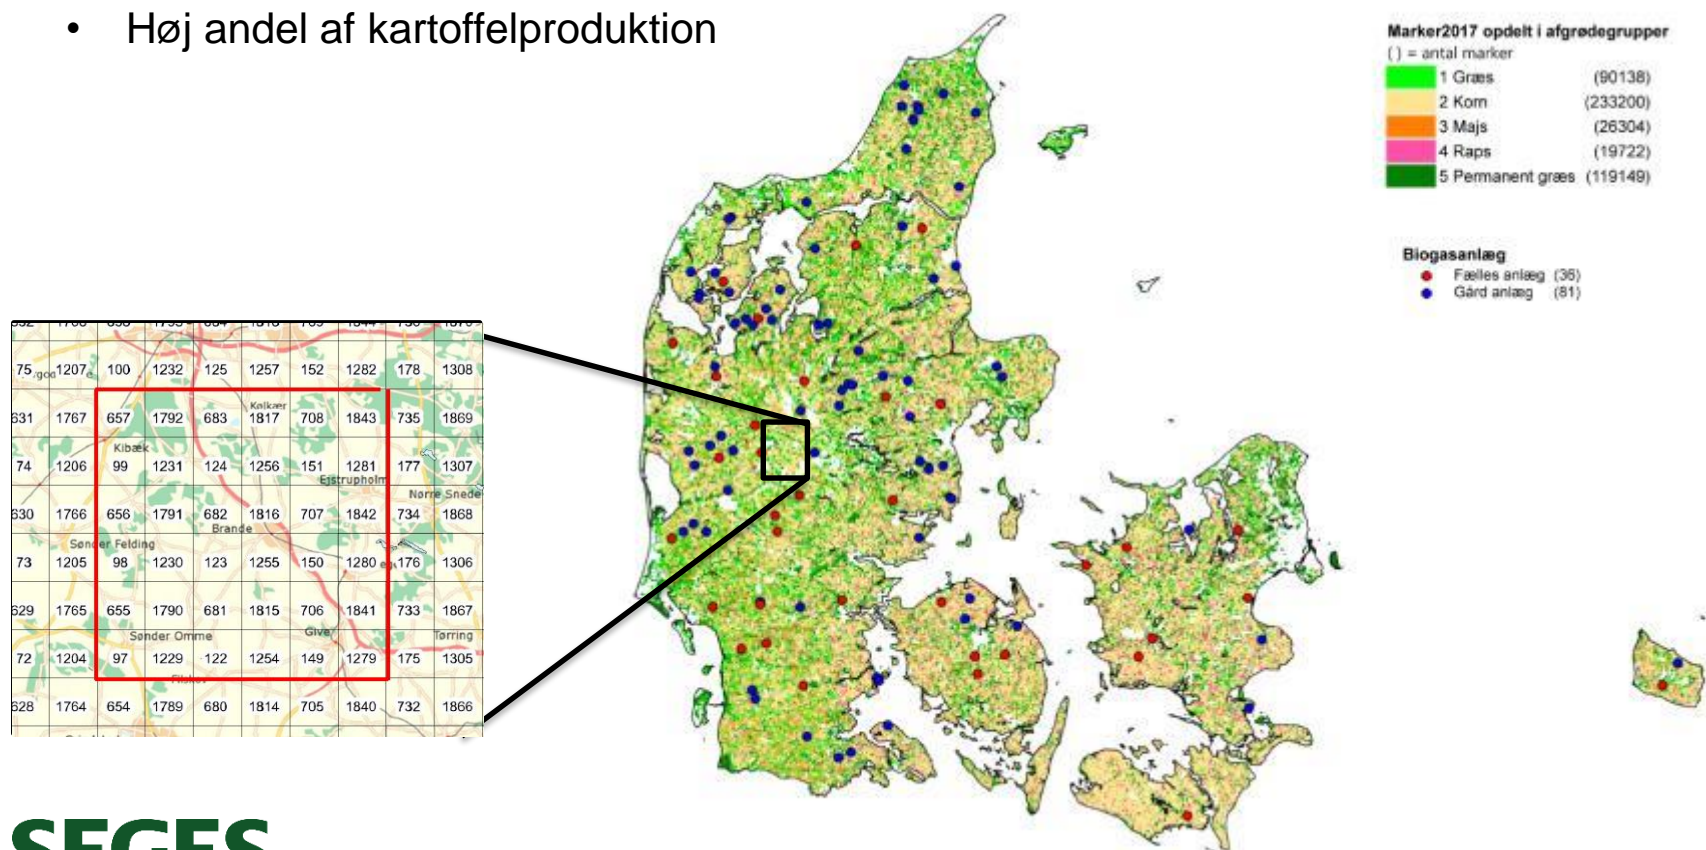 • Høj andel af kartoffelproduktion
Marker2017 opdelt i afgrødegrupper
( ) = antal marker
1 Græs (90138)
2 Korn (233200)
3 Majs (26304)
4 Raps (19722)
5 Permanent græs (119149)
Biogasanlæg
Fælles anlæg (36)
Gård anlæg (81)
75 1207 100 1232 125 1257 152 1282 178 1308
Kølkær
631 1767 657 1792 683 1817 708 1843 735 1869
Kibæk
74 1206 99 1231 124 1256 151 1281 177 1307
Ejstrupholm
Nørre Snede
630 1766 656 1791 682 1816 707 1842 734 1868
Brande
Sønder Felding
73 1205 98 1230 123 1255 150 1280 176 1306
629 1765 655 1790 681 1815 706 1841 733 1867
Sønder Omme Give Tørring
72 1204 97 1229 122 1254 149 1279 175 1305
628 1764 654 1789 680 1814 705 1840 732 1866
SEGES